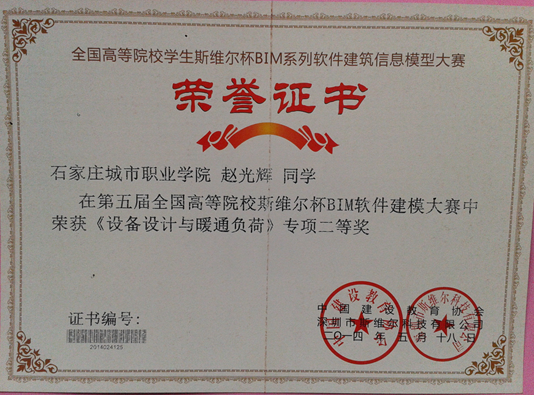 全国高等院校学生斯维尔杯BIM系列软件建筑信息模型大赛
荣誉证书
石家庄城市职业学院 赵光辉 同学
在第五届全国高等院校斯维尔杯BIM软件建模大赛中
荣获《设备设计与暖通负荷》专项二等奖
中国建设教育协会
深圳市斯维尔科技有限公司
二〇一四年五月十八日
证书编号：
2014024125